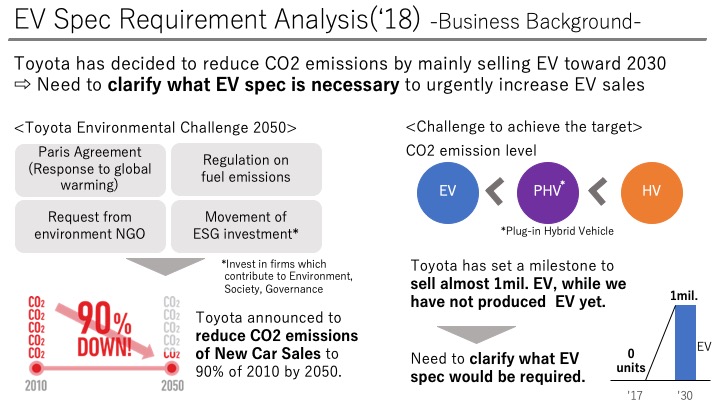 EV Spec Requirement Analysis('18) -Business Background-
Toyota has decided to reduce CO2 emissions by mainly selling EV toward 2030
⇨ Need to clarify what EV spec is necessary to urgently increase EV sales
<Toyota Environmental Challenge 2050>
Paris Agreement
(Response to global
warming)
Regulation on
fuel emissions
Request from
environment NGO
Movement of
ESG investment*
*Invest in firms which
contribute to Environment,
Society, Governance
CO2 CO2
CO2 CO2
CO2 CO2
CO2 CO2
CO2 CO2
90%
DOWN!
2010
2050
Toyota announced to
reduce CO2 emissions
of New Car Sales to
90% of 2010 by 2050.
<Challenge to achieve the target>
CO2 emission level
EV < PHV* < HV
*Plug-in Hybrid Vehicle
Toyota has set a milestone to
sell almost 1mil. EV, while we
have not produced EV yet.
Need to clarify what EV
spec would be required.
1mil.
EV
0
units
'17
'30